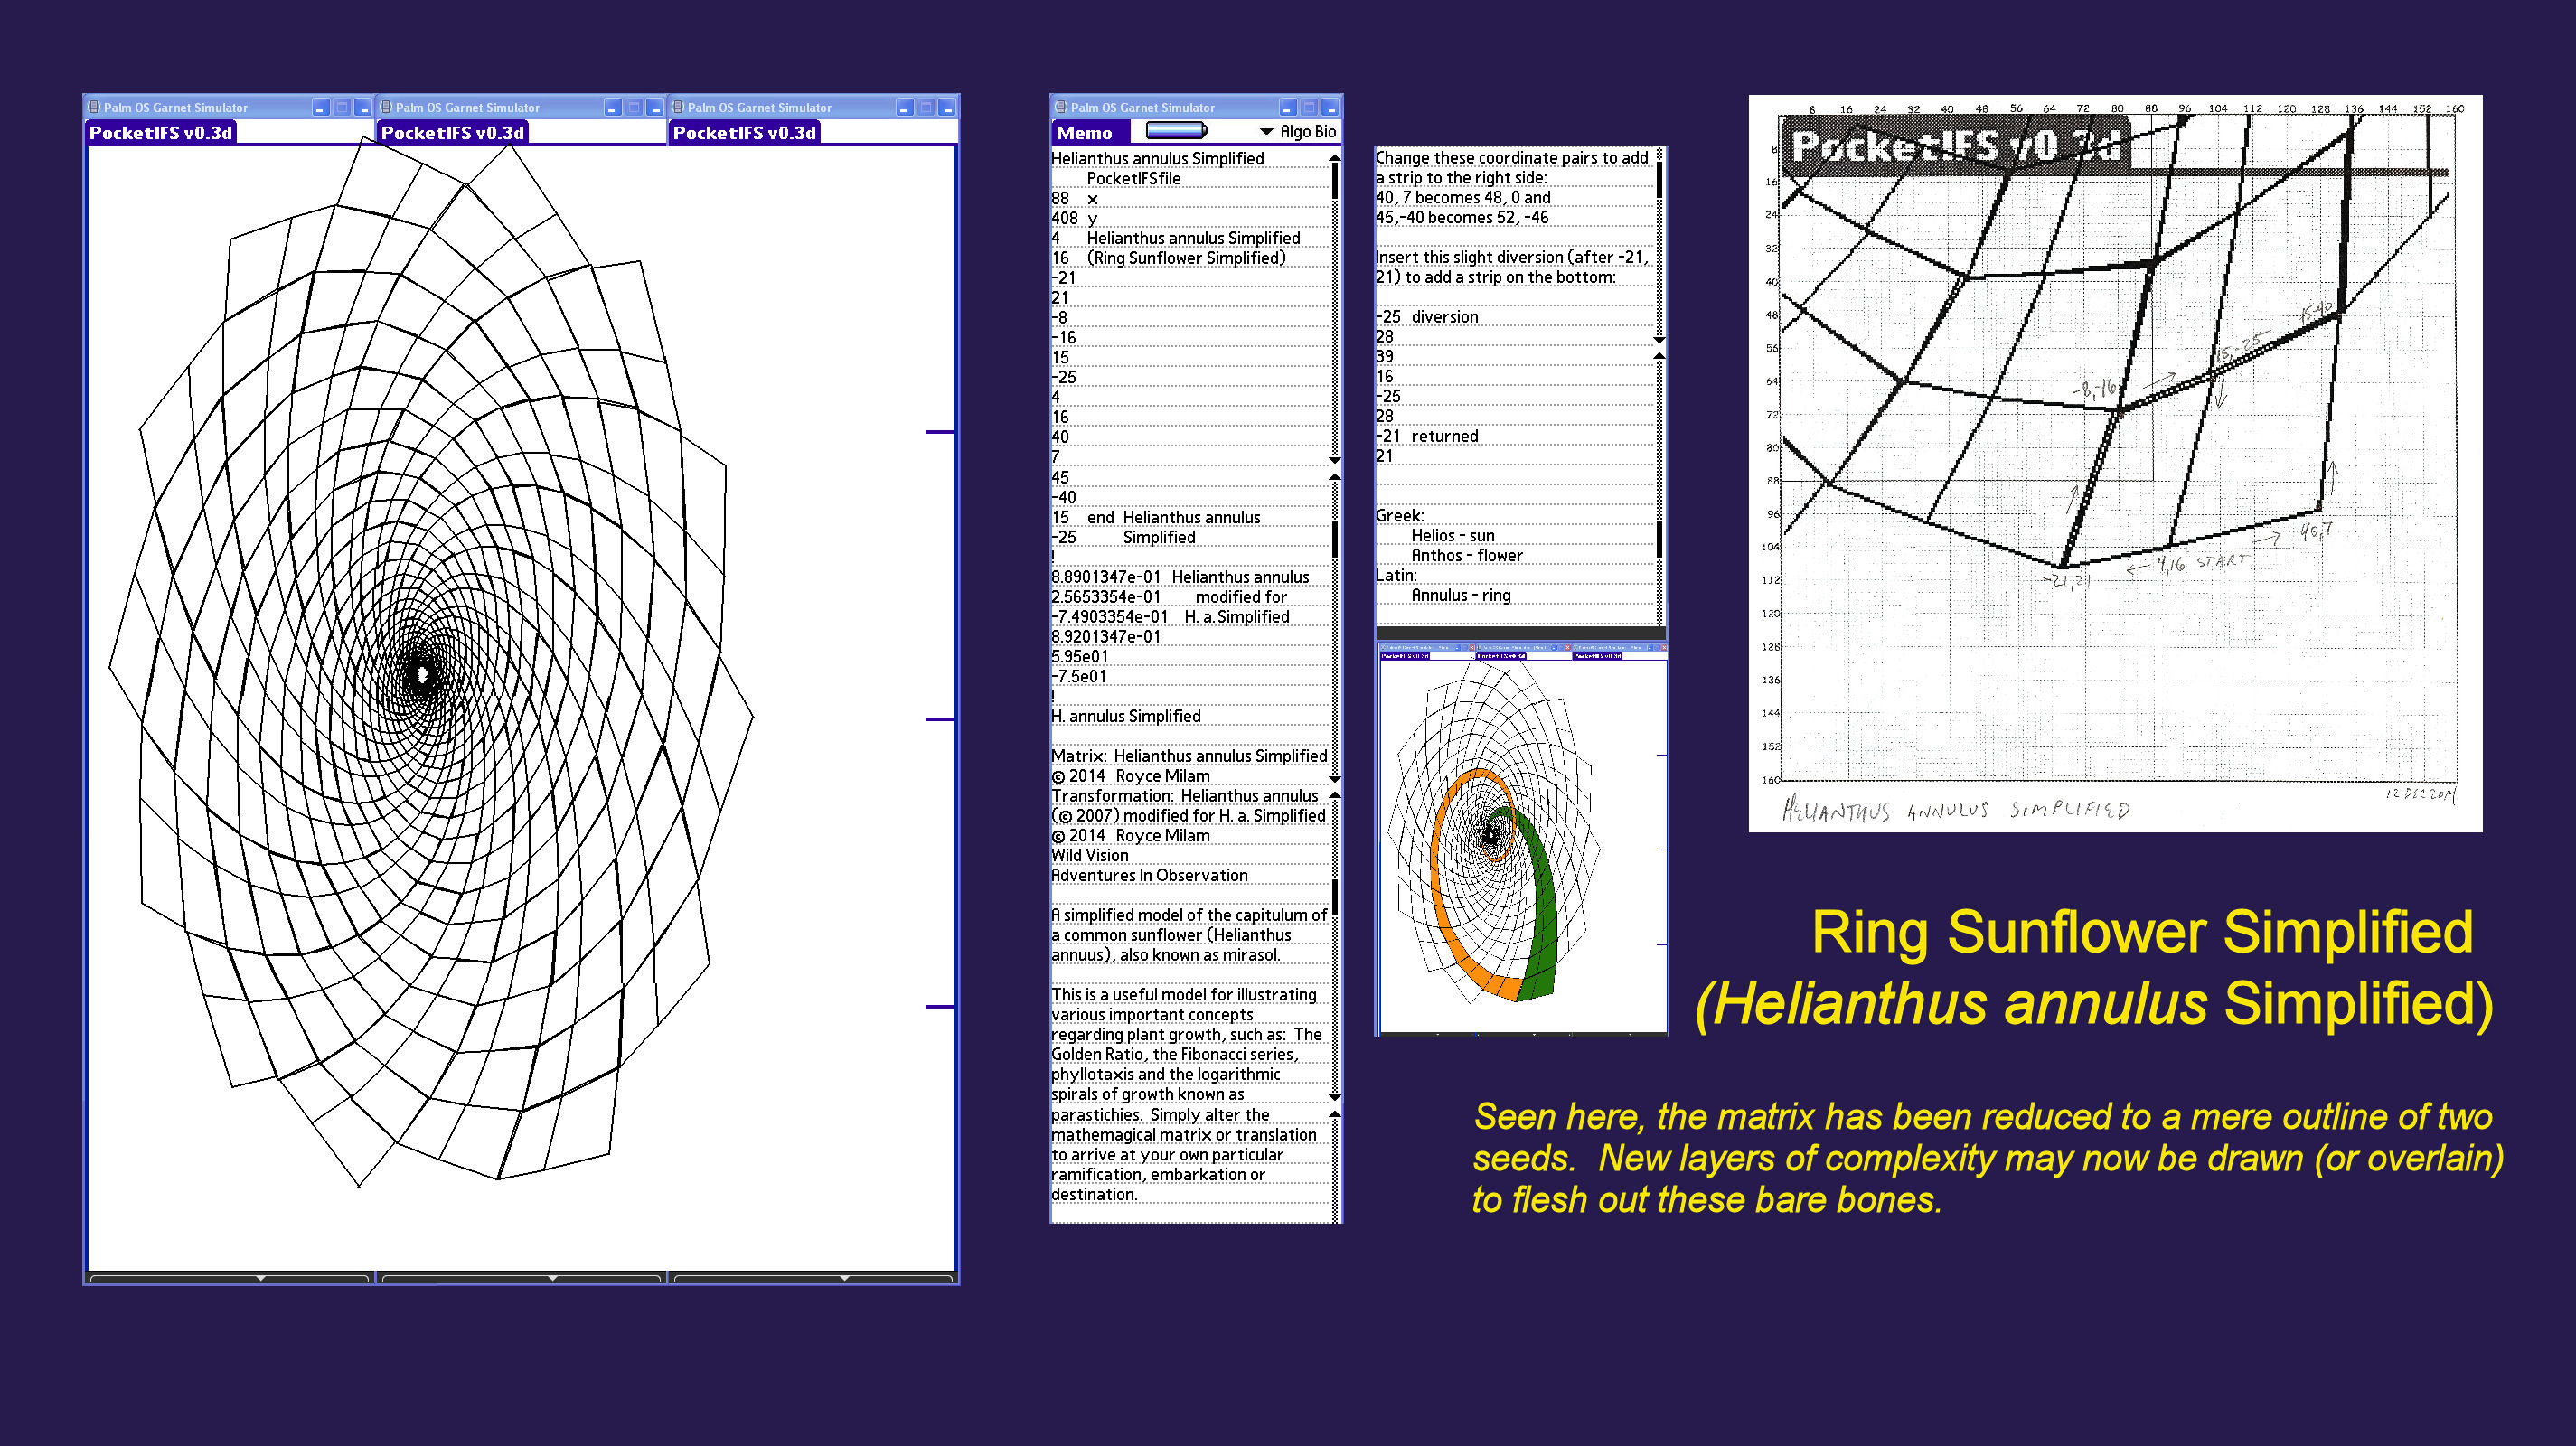 Palm OS Garnet Simulator
Palm OS Garnet Simulator
Palm OS Garnet Simulator
PocketIFS v0.3d
PocketIFS v0.3d
PocketIFS v0.3d
Palm OS Garnet Simulator
Memo
Algo Bio
Helianthus annulus Simplified
PocketIFSfile
88 x
408 y
4 Helianthus annulus Simplified
16 (Ring Sunflower Simplified)
-21
21
-8
-16
15
-25
4
16
40
7
45
-40
15 end Helianthus annulus
-25 Simplified
!
8.8901347e-01 Helianthus annulus
2.5653354e-01 modified for
-7.4903354e-01 H. a. Simplified
8.9201347e-01
5.95e01
-7.5e01
!
H. annulus Simplified
Matrix: Helianthus annulus Simplified
© 2014 Royce Milam
Transformation: Helianthus annulus
(© 2007) modified for H. a. Simplified
© 2014 Royce Milam
Wild Vision
Adventures In Observation
A simplified model of the capitulum of
a common sunflower (Helianthus
annuus), also known as mirasol.
This is a useful model for illustrating
various important concepts
regarding plant growth, such as: The
Golden Ratio, the Fibonacci series,
phyllotaxis and the logarithmic
spirals of growth known as
parastichies. Simply alter the
mathemagical matrix or translation
to arrive at your own particular
ramification, embarkation or
destination.
Change these coordinate pairs to add
a strip to the right side:
40, 7 becomes 48, 0 and
45,-40 becomes 52, -46
Insert this slight diversion (after -21,
21) to add a strip on the bottom:
-25 diversion
28
39
16
-25
28
-21 returned
21
Greek:
Helios - sun
Anthos - flower
Latin:
Annulus - ring
PocketIFS v0.3d
PocketIFS v0.3d
PocketIFS v0.3d
8 16 24 32 40 48 56 64 72 80 88 96 104 112 120 128 136 144 152 160
PocketIFS v0.3d
8
16
24
32
40
48
56
64
72
80
88
96
104
112
120
128
136
144
152
160
45-40
15,-25
-8,-16
40,7
4,16 START
-21,21
12 DEC 2014
HELIANTHUS ANNULUS SIMPLIFIED
Ring Sunflower Simplified
(Helianthus annulus Simplified)
Seen here, the matrix has been reduced to a mere outline of two
seeds. New layers of complexity may now be drawn (or overlain)
to flesh out these bare bones.